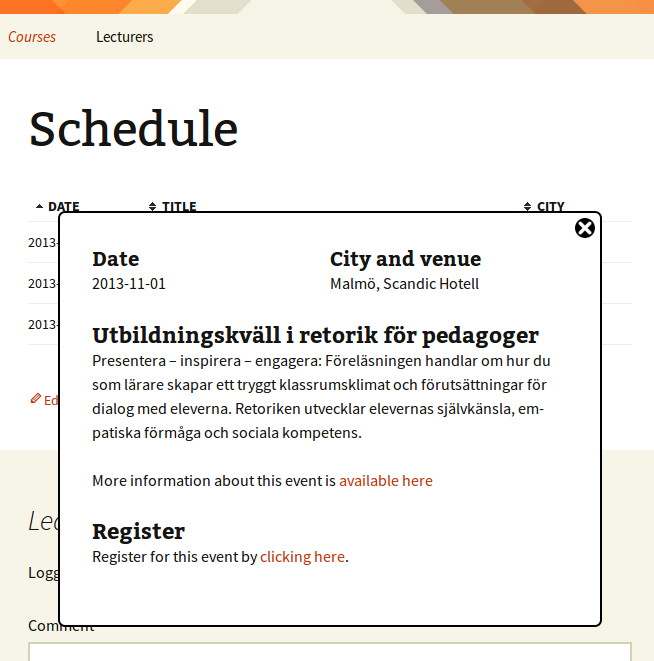 Courses Lecturers
Schedule
DATE TITLE CITY
2013-
2013-
2013-
Date City and venue
2013-11-01 Malmö, Scandic Hotell
Utbildningskväll i retorik för pedagoger
Presentera – inspirera – engagera: Föreläsningen handlar om hur du
som lärare skapar ett tryggt klassrumsklimat och förutsättningar för
dialog med eleverna. Retoriken utvecklar elevernas självkänsla, em-
patiska förmåga och sociala kompetens.
More information about this event is available here
Register
Register for this event by clicking here.
Ed
Logg
Comment